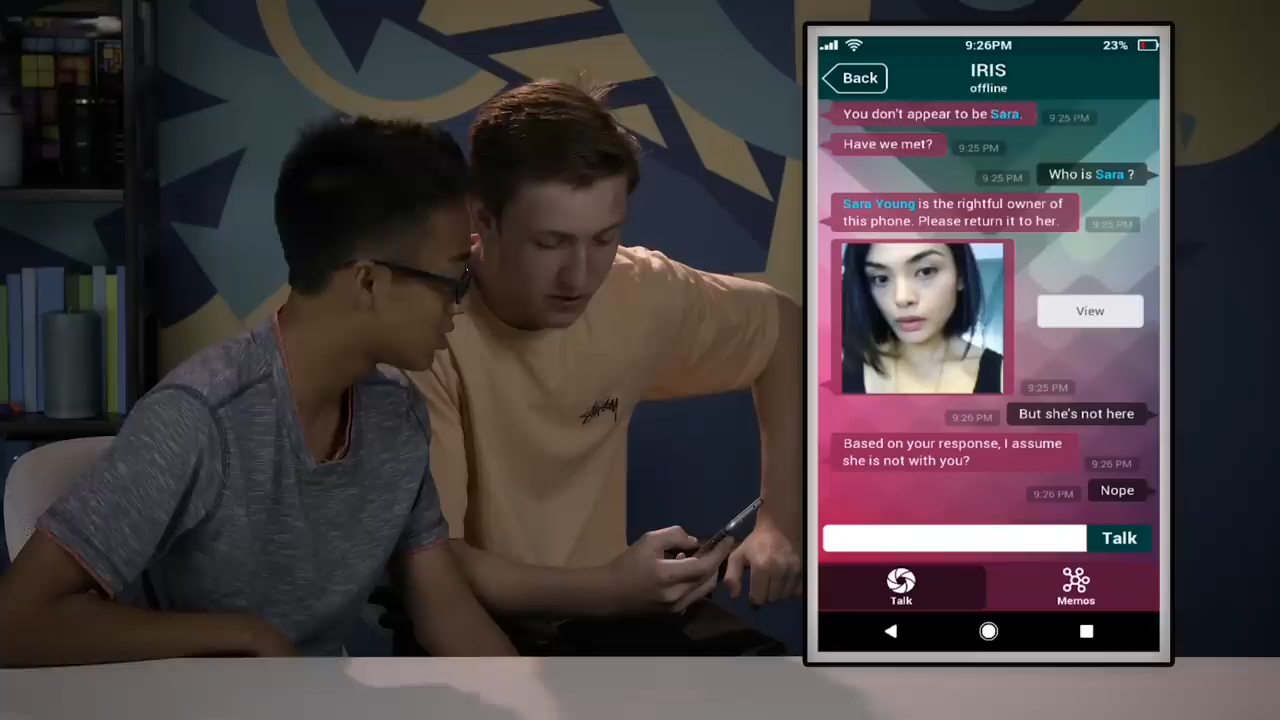 9:26PM
23%
Back
IRIS
offline
You don't appear to be Sara.
9:25 PM
Have we met?
9:25 PM
9:25 PM
Who is Sara ?
Sara Young is the rightful owner of
this phone. Please return it to her.
9:25 PM
View
9:25 PM
9:26 PM
But she's not here
Based on your response, I assume
she is not with you?
9:26 PM
9:26 PM
Nope
Talk
Talk
Memos
STÜSSY